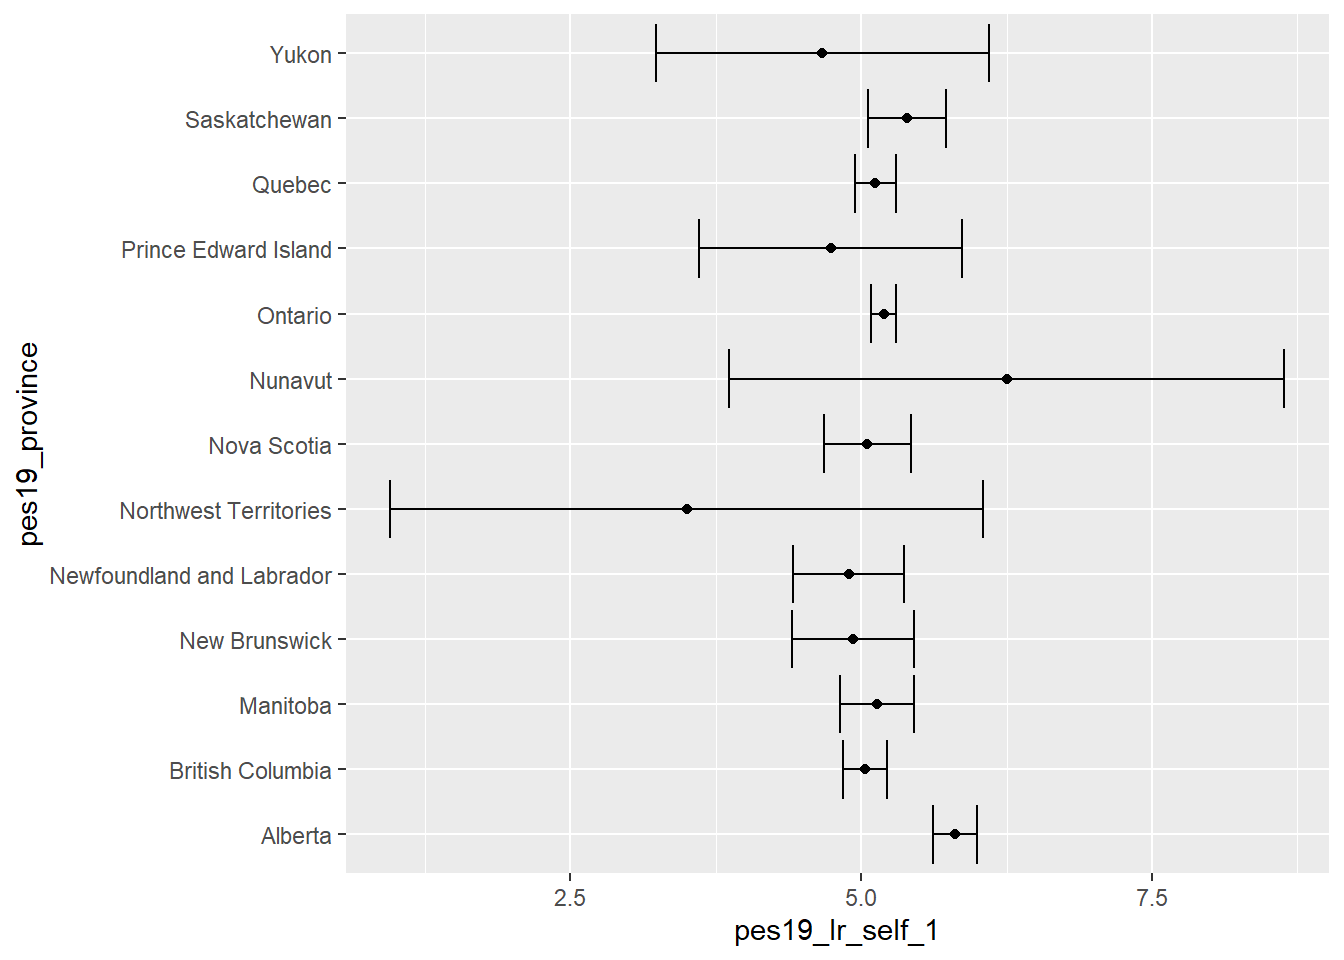 Yukon
Saskatchewan
Quebec
Prince Edward Island
Ontario
Nunavut
Nova Scotia
Northwest Territories
Newfoundland and Labrador
New Brunswick
Manitoba
British Columbia
Alberta
pes19_province
2.5 5.0 7.5
pes19_lr_self_1